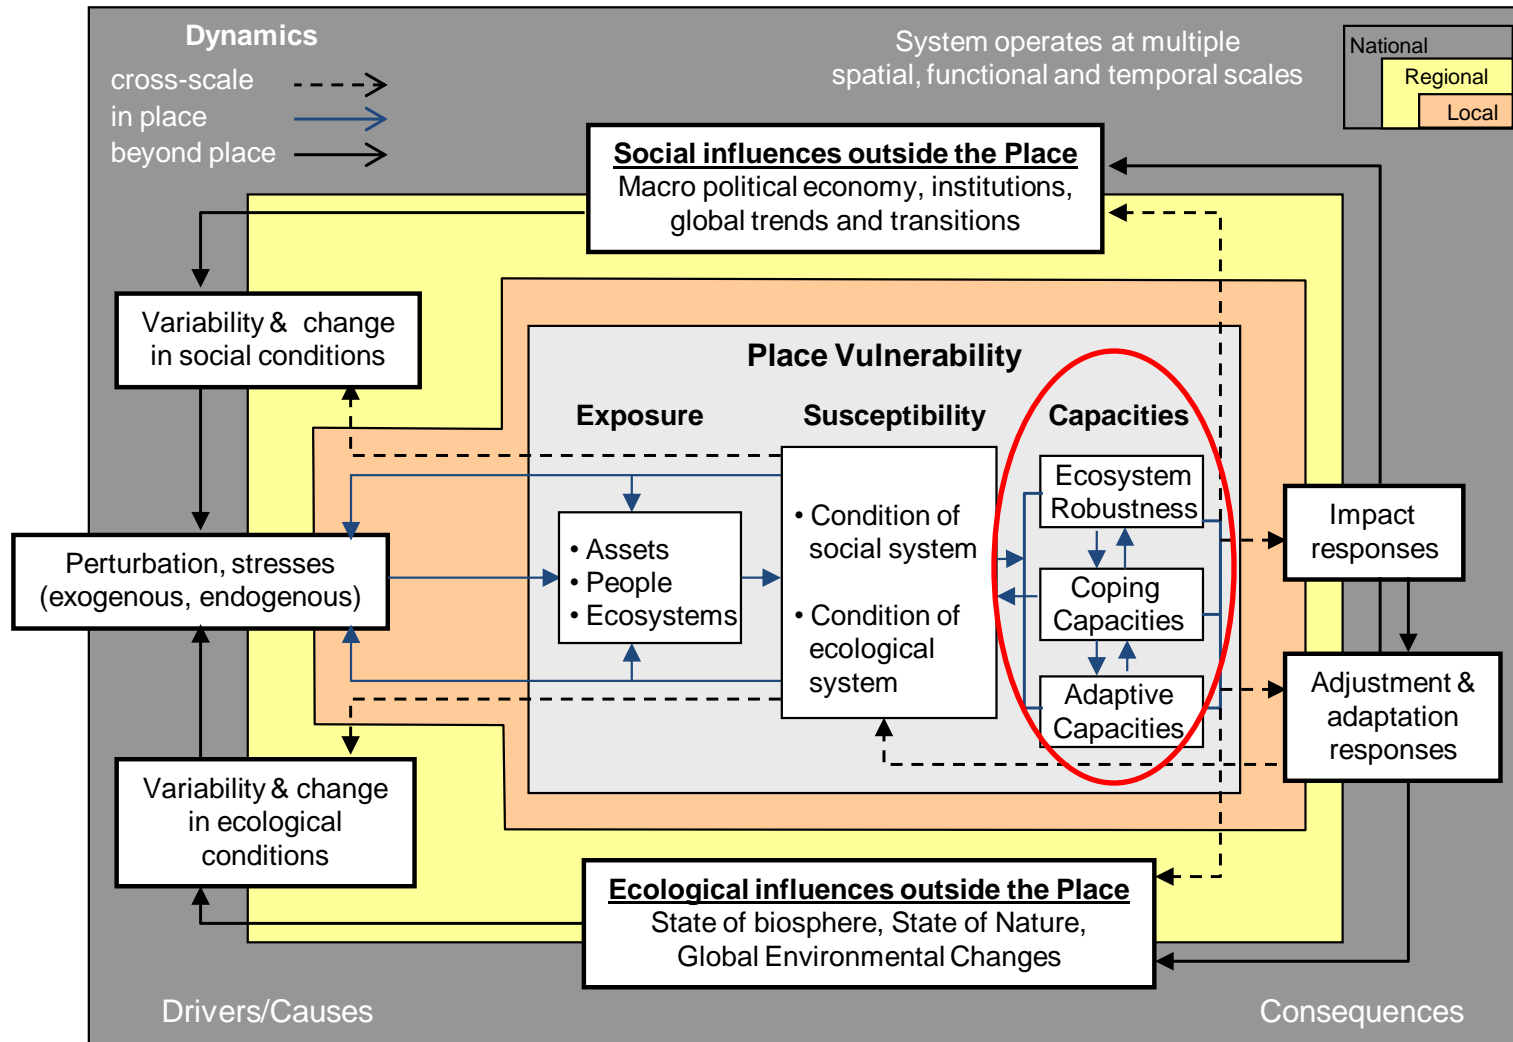 Dynamics
cross-scale
in place
beyond place
System operates at multiple
spatial, functional and temporal scales
National
Regional
Local
Social influences outside the Place
Macro political economy, institutions,
global trends and transitions
Variability & change
in social conditions
Place Vulnerability
Exposure
Susceptibility
Capacities
Perturbation, stresses
(exogenous, endogenous)
• Assets
• People
• Ecosystems
• Condition of
social system
• Condition of
ecological
system
Ecosystem
Robustness
Coping
Capacities
Adaptive
Capacities
Impact
responses
Adjustment &
adaptation
responses
Variability & change
in ecological
conditions
Ecological influences outside the Place
State of biosphere, State of Nature,
Global Environmental Changes
Drivers/Causes
Consequences